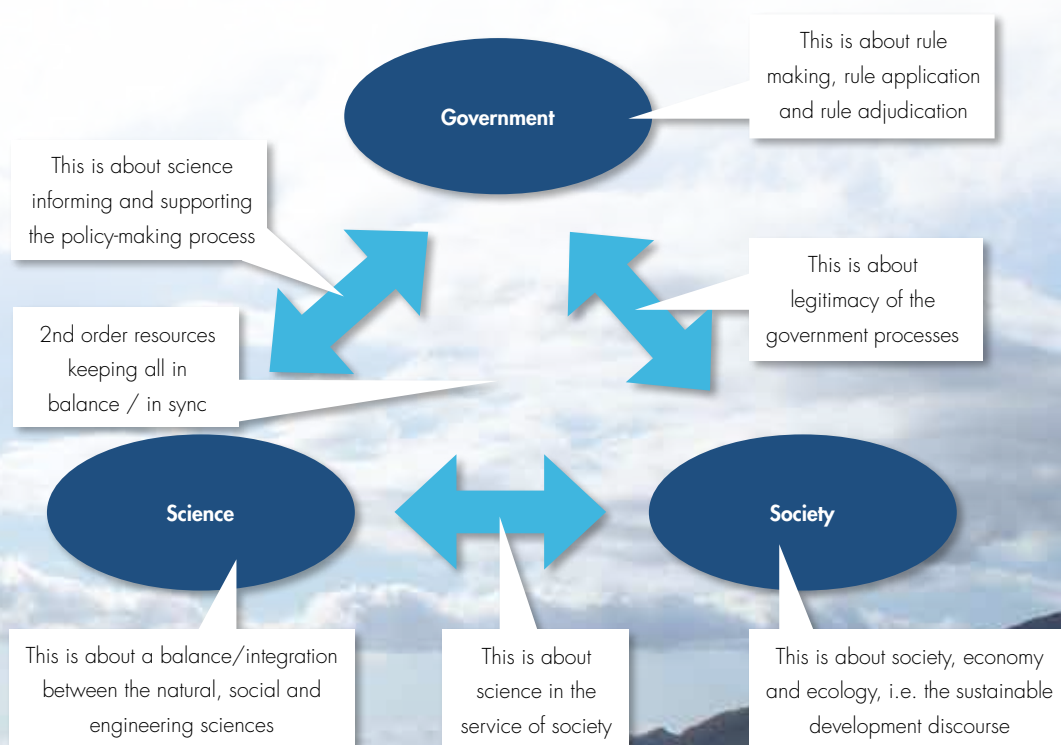 This is about rule
making, rule application
and rule adjudication
Government
This is about science
informing and supporting
the policy-making process
This is about
legitimacy of the
government processes
2nd order resources
keeping all in
balance / in sync
Science
Society
This is about a balance/integration
between the natural, social and
engineering sciences
This is about
science in the
service of society
This is about society, economy
and ecology, i.e. the sustainable
development discourse